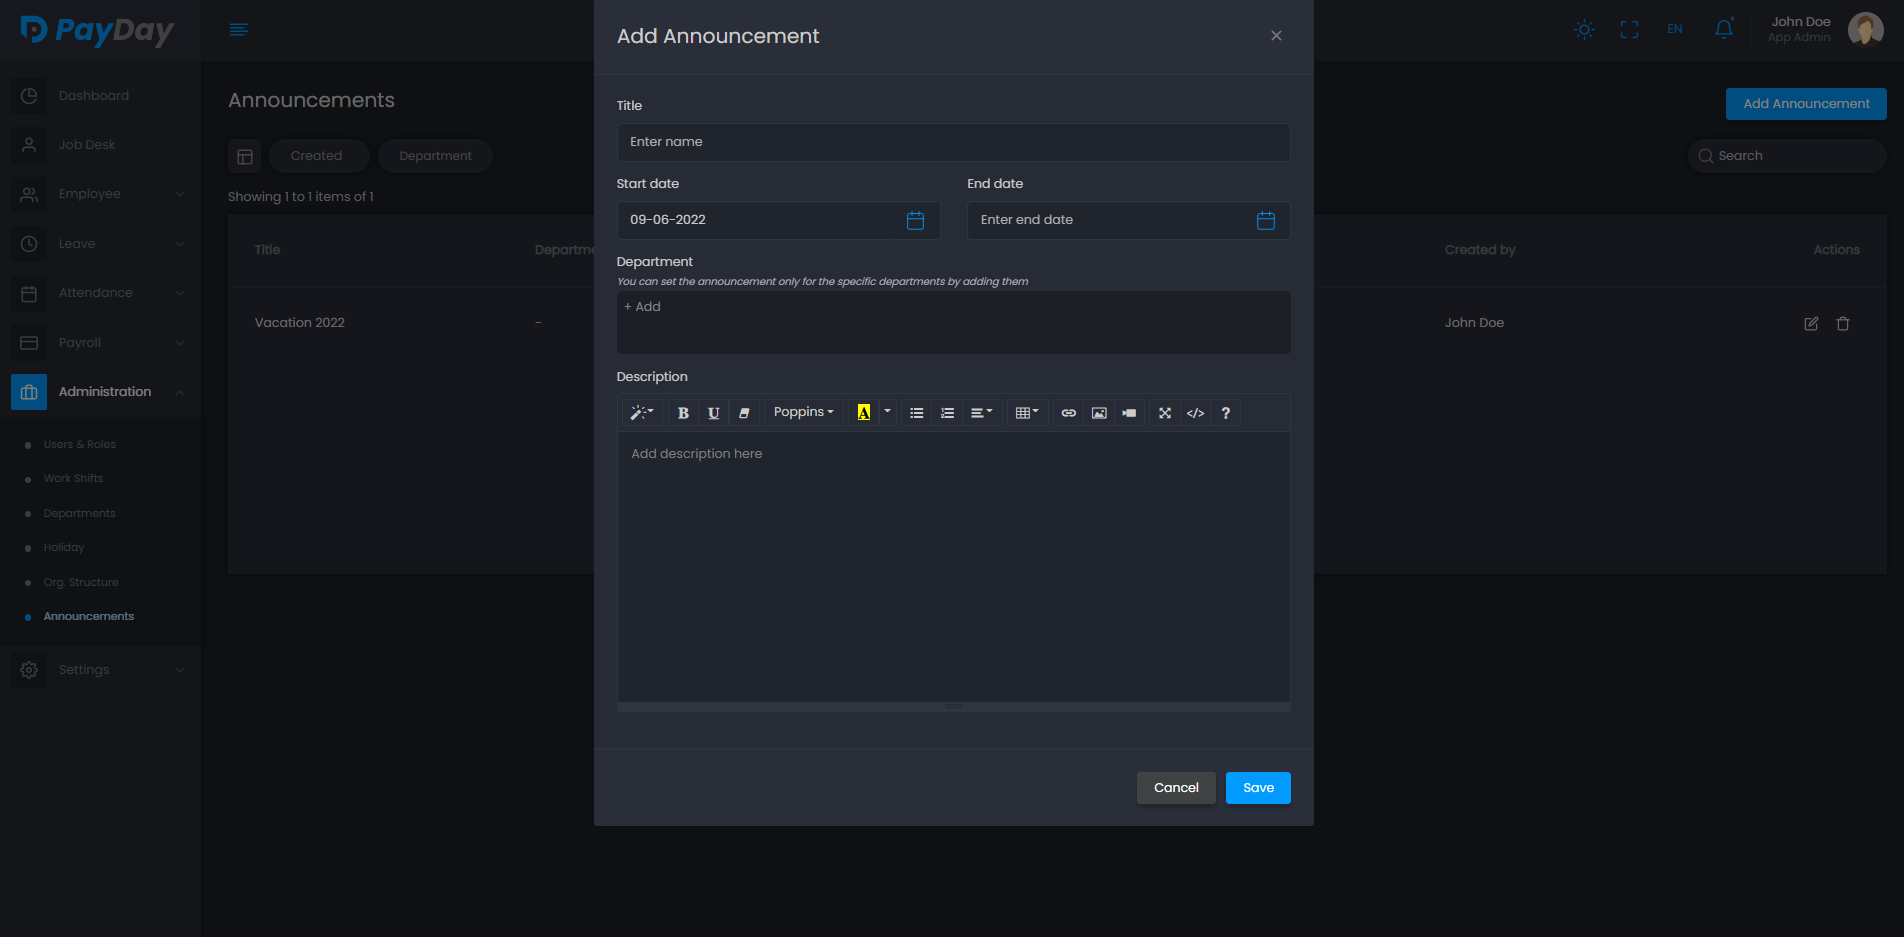 PayDay
EN
John Doe
App Admin
Dashboard
Job Desk
Employee
Leave
Attendance
Payroll
Administration
Users & Roles
Work Shifts
Departments
Holiday
Org. Structure
Announcements
Settings
Announcements
Add Announcement
Created
Department
Search
Showing 1 to 1 items of 1
Title
Departme
Created by
Actions
Vacation 2022
-
John Doe
Add Announcement
Title
Enter name
Start date
End date
09-06-2022
Enter end date
Department
You can set the announcement only for the specific departments by adding them
+ Add
Description
B U Poppins A </> ?
Add description here
Cancel
Save